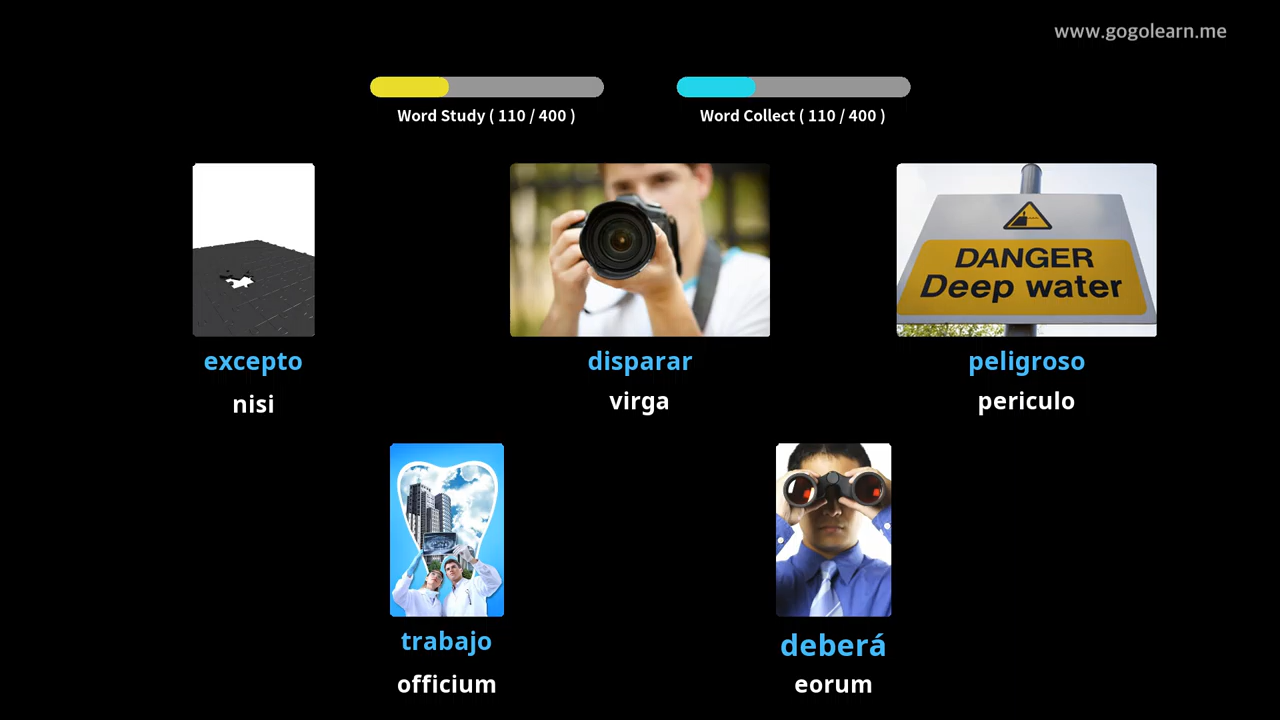 www.gogolearn.me
Word Study ( 110 / 400 )
Word Collect ( 110 / 400 )
DANGER
Deep water
excepto
disparar
peligroso
nisi
virga
periculo
trabajo
deberá
officium
eorum